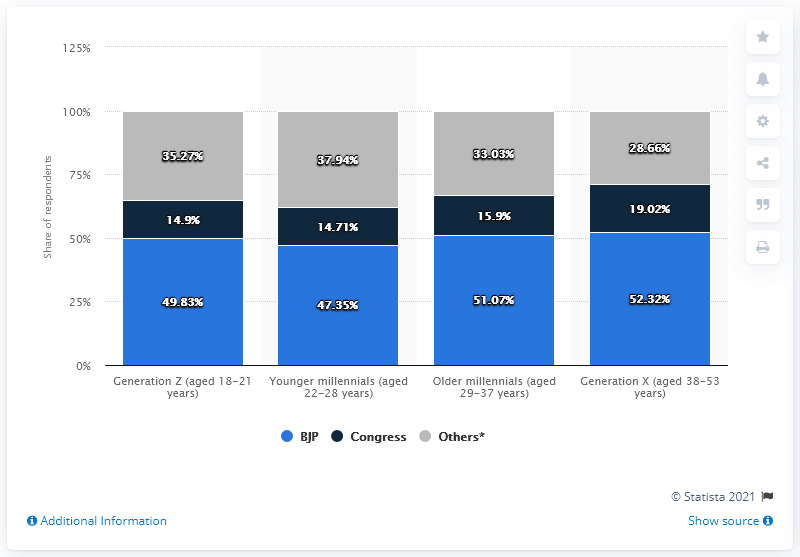 125%
100%
75%
50%
25%
0%
Share of respondents
35.27%
37.94%
33.03%
28.66%
14.9%
14.71%
15.9%
19.02%
49.83%
47.35%
51.07%
52.32%
Generation Z (aged 18-21
years)
Younger millennials (aged
22-28 years)
Older millennials (aged
29-37 years)
Generation X (aged 38-53
years)
BJP Congress Others*
© Statista 2021
Additional Information
Show source